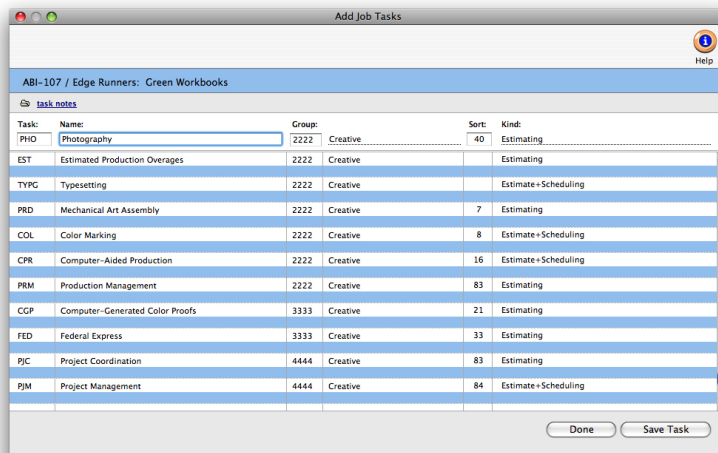 Add Job Tasks
Help
ABI-107 / Edge Runners: Green Workbooks
task notes
Task: Name: Group: Sort: Kind:
PHO Photography 2222 Creative 40 Estimating
EST Estimated Production Overages 2222 Creative Estimating
TYPG Typesetting 2222 Creative Estimate+Scheduling
PRD Mechanical Art Assembly 2222 Creative 7 Estimating
COL Color Marking 2222 Creative 8 Estimate+Scheduling
CPR Computer-Aided Production 2222 Creative 16 Estimate+Scheduling
PRM Production Management 2222 Creative 83 Estimating
CGP Computer-Generated Color Proofs 3333 Creative 21 Estimating
FED Federal Express 3333 Creative 33 Estimating
PJC Project Coordination 4444 Creative 83 Estimating
PJM Project Management 4444 Creative 84 Estimate+Scheduling
Done Save Task